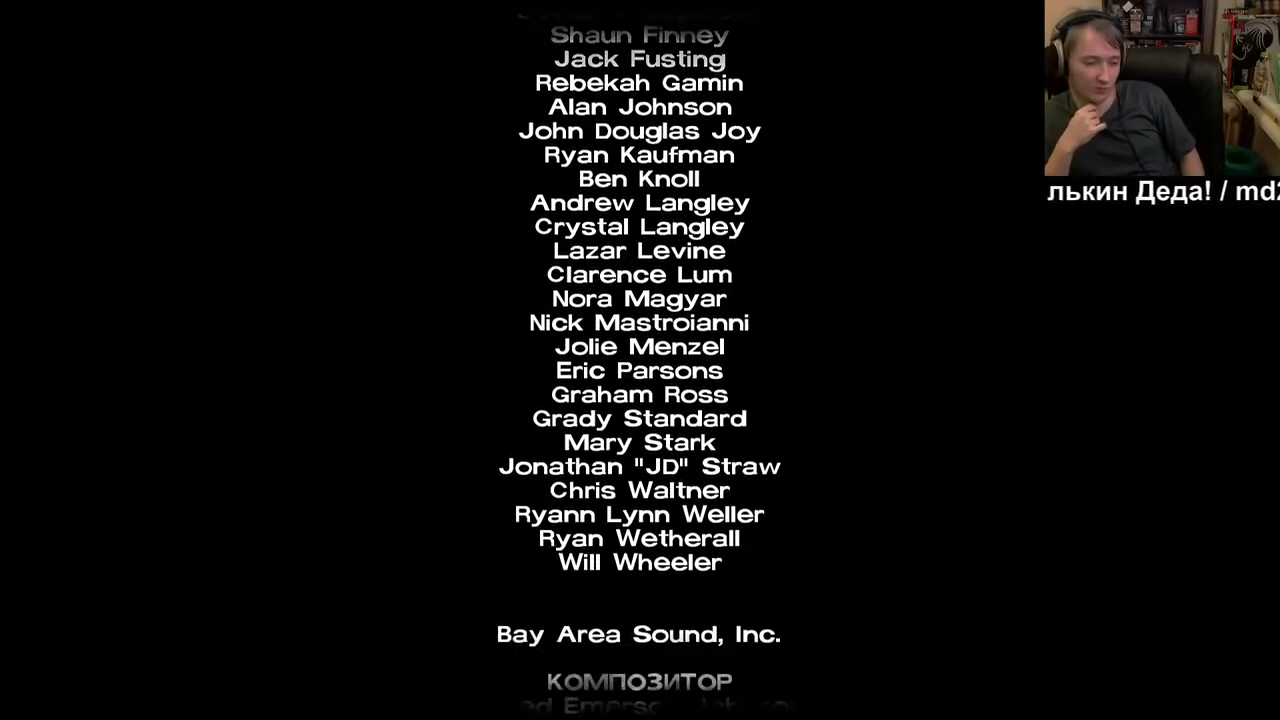 Shaun Finney
Jack Fusting
Rebekah Gamin
Alan Johnson
John Douglas Joy
Ryan Kaufman
Ben Knoll
Andrew Langley
Crystal Langley
Lazar Levine
Clarence Lum
Nora Magyar
Nick Mastroianni
Jolie Menzel
Eric Parsons
Graham Ross
Grady Standard
Mary Stark
Jonathan "JD" Straw
Chris Waltner
Ryann Lynn Weller
Ryan Wetherall
Will Wheeler
Bay Area Sound, Inc.
КОМПОЗИТОР
лькин Деда! / md2